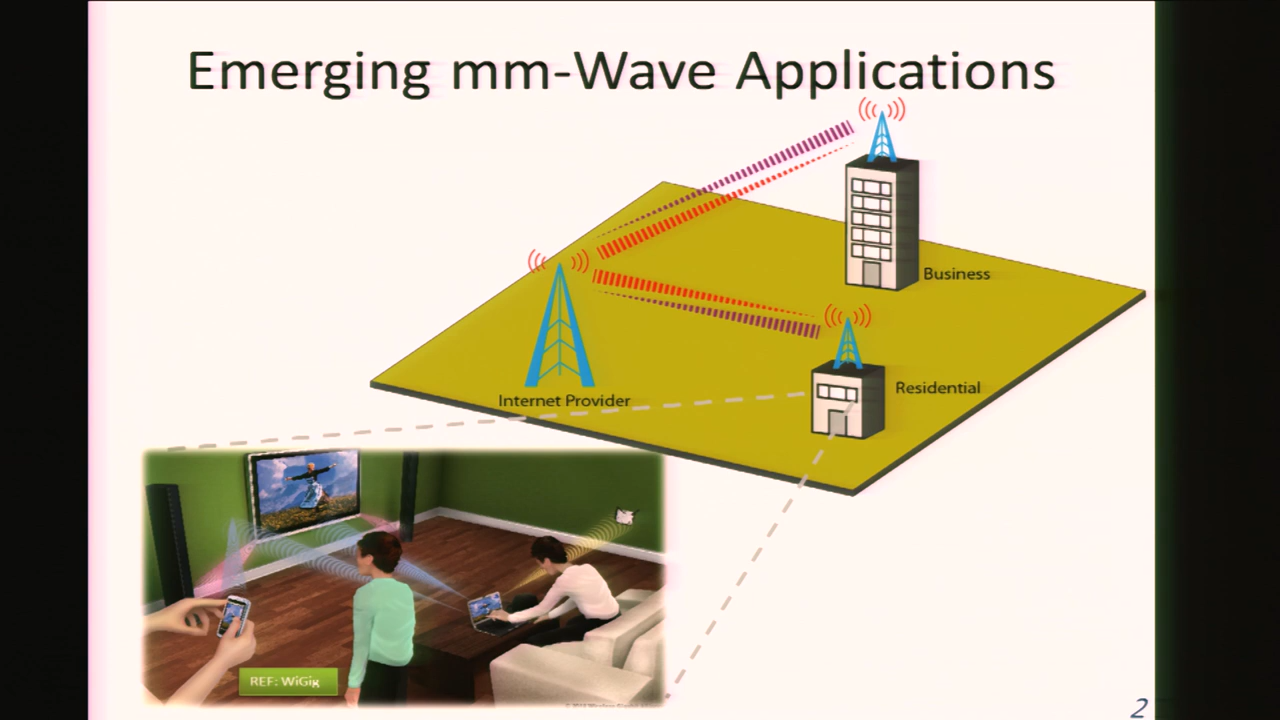 Emerging mm-Wave Applications
Business
Residential
Internet Provider
REF: WiGig
2